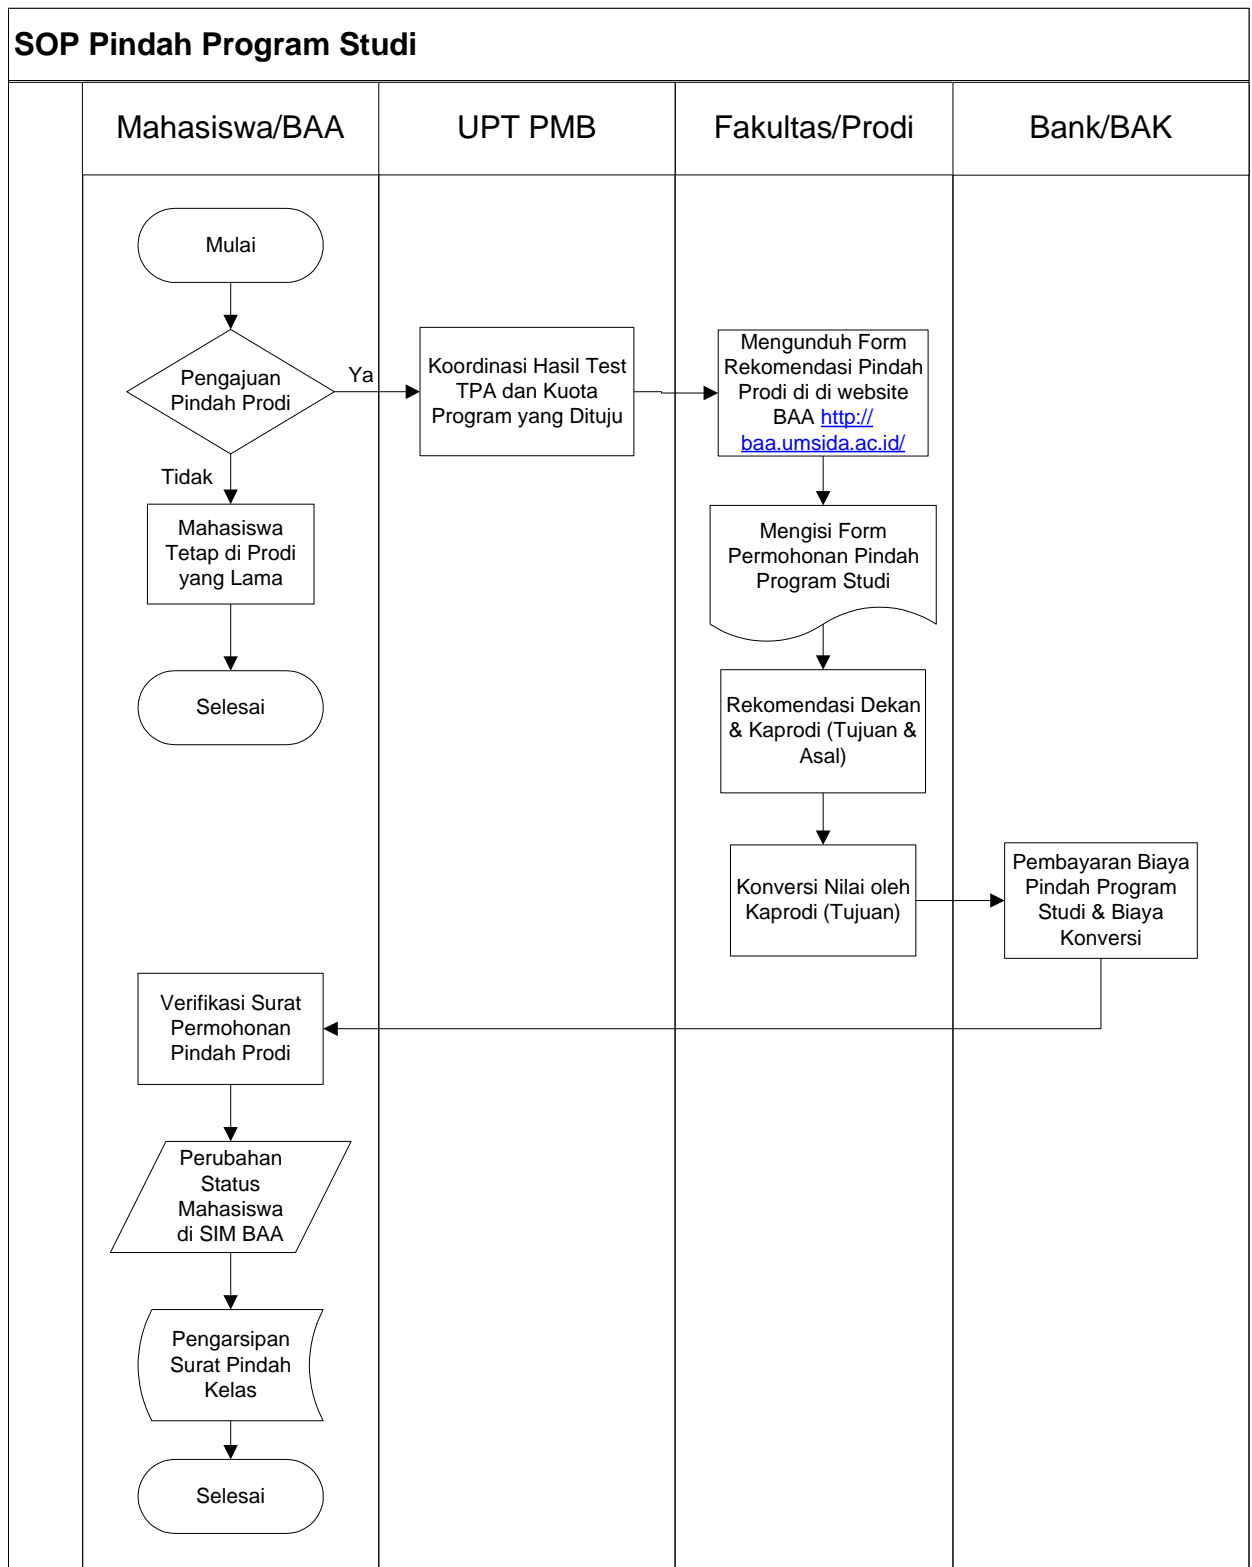 SOP Pindah Program Studi
Mahasiswa/BAA
UPT PMB
Fakultas/Prodi
Bank/BAK
Mulai
Pengajuan
Pindah Prodi
Ya
Tidak
Koordinasi Hasil Test
TPA dan Kuota
Program yang Dituju
Mengunduh Form
Rekomendasi Pindah
Prodi di di website
BAA http://
baa.umsida.ac.id/
Mahasiswa
Tetap di Prodi
yang Lama
Mengisi Form
Permohonan Pindah
Program Studi
Selesai
Rekomendasi Dekan
& Kaprodi (Tujuan &
Asal)
Konversi Nilai oleh
Kaprodi (Tujuan)
Pembayaran Biaya
Pindah Program
Studi & Biaya
Konversi
Verifikasi Surat
Permohonan
Pindah Prodi
Perubahan
Status
Mahasiswa
di SIM BAA
Pengarsipan
Surat Pindah
Kelas
Selesai